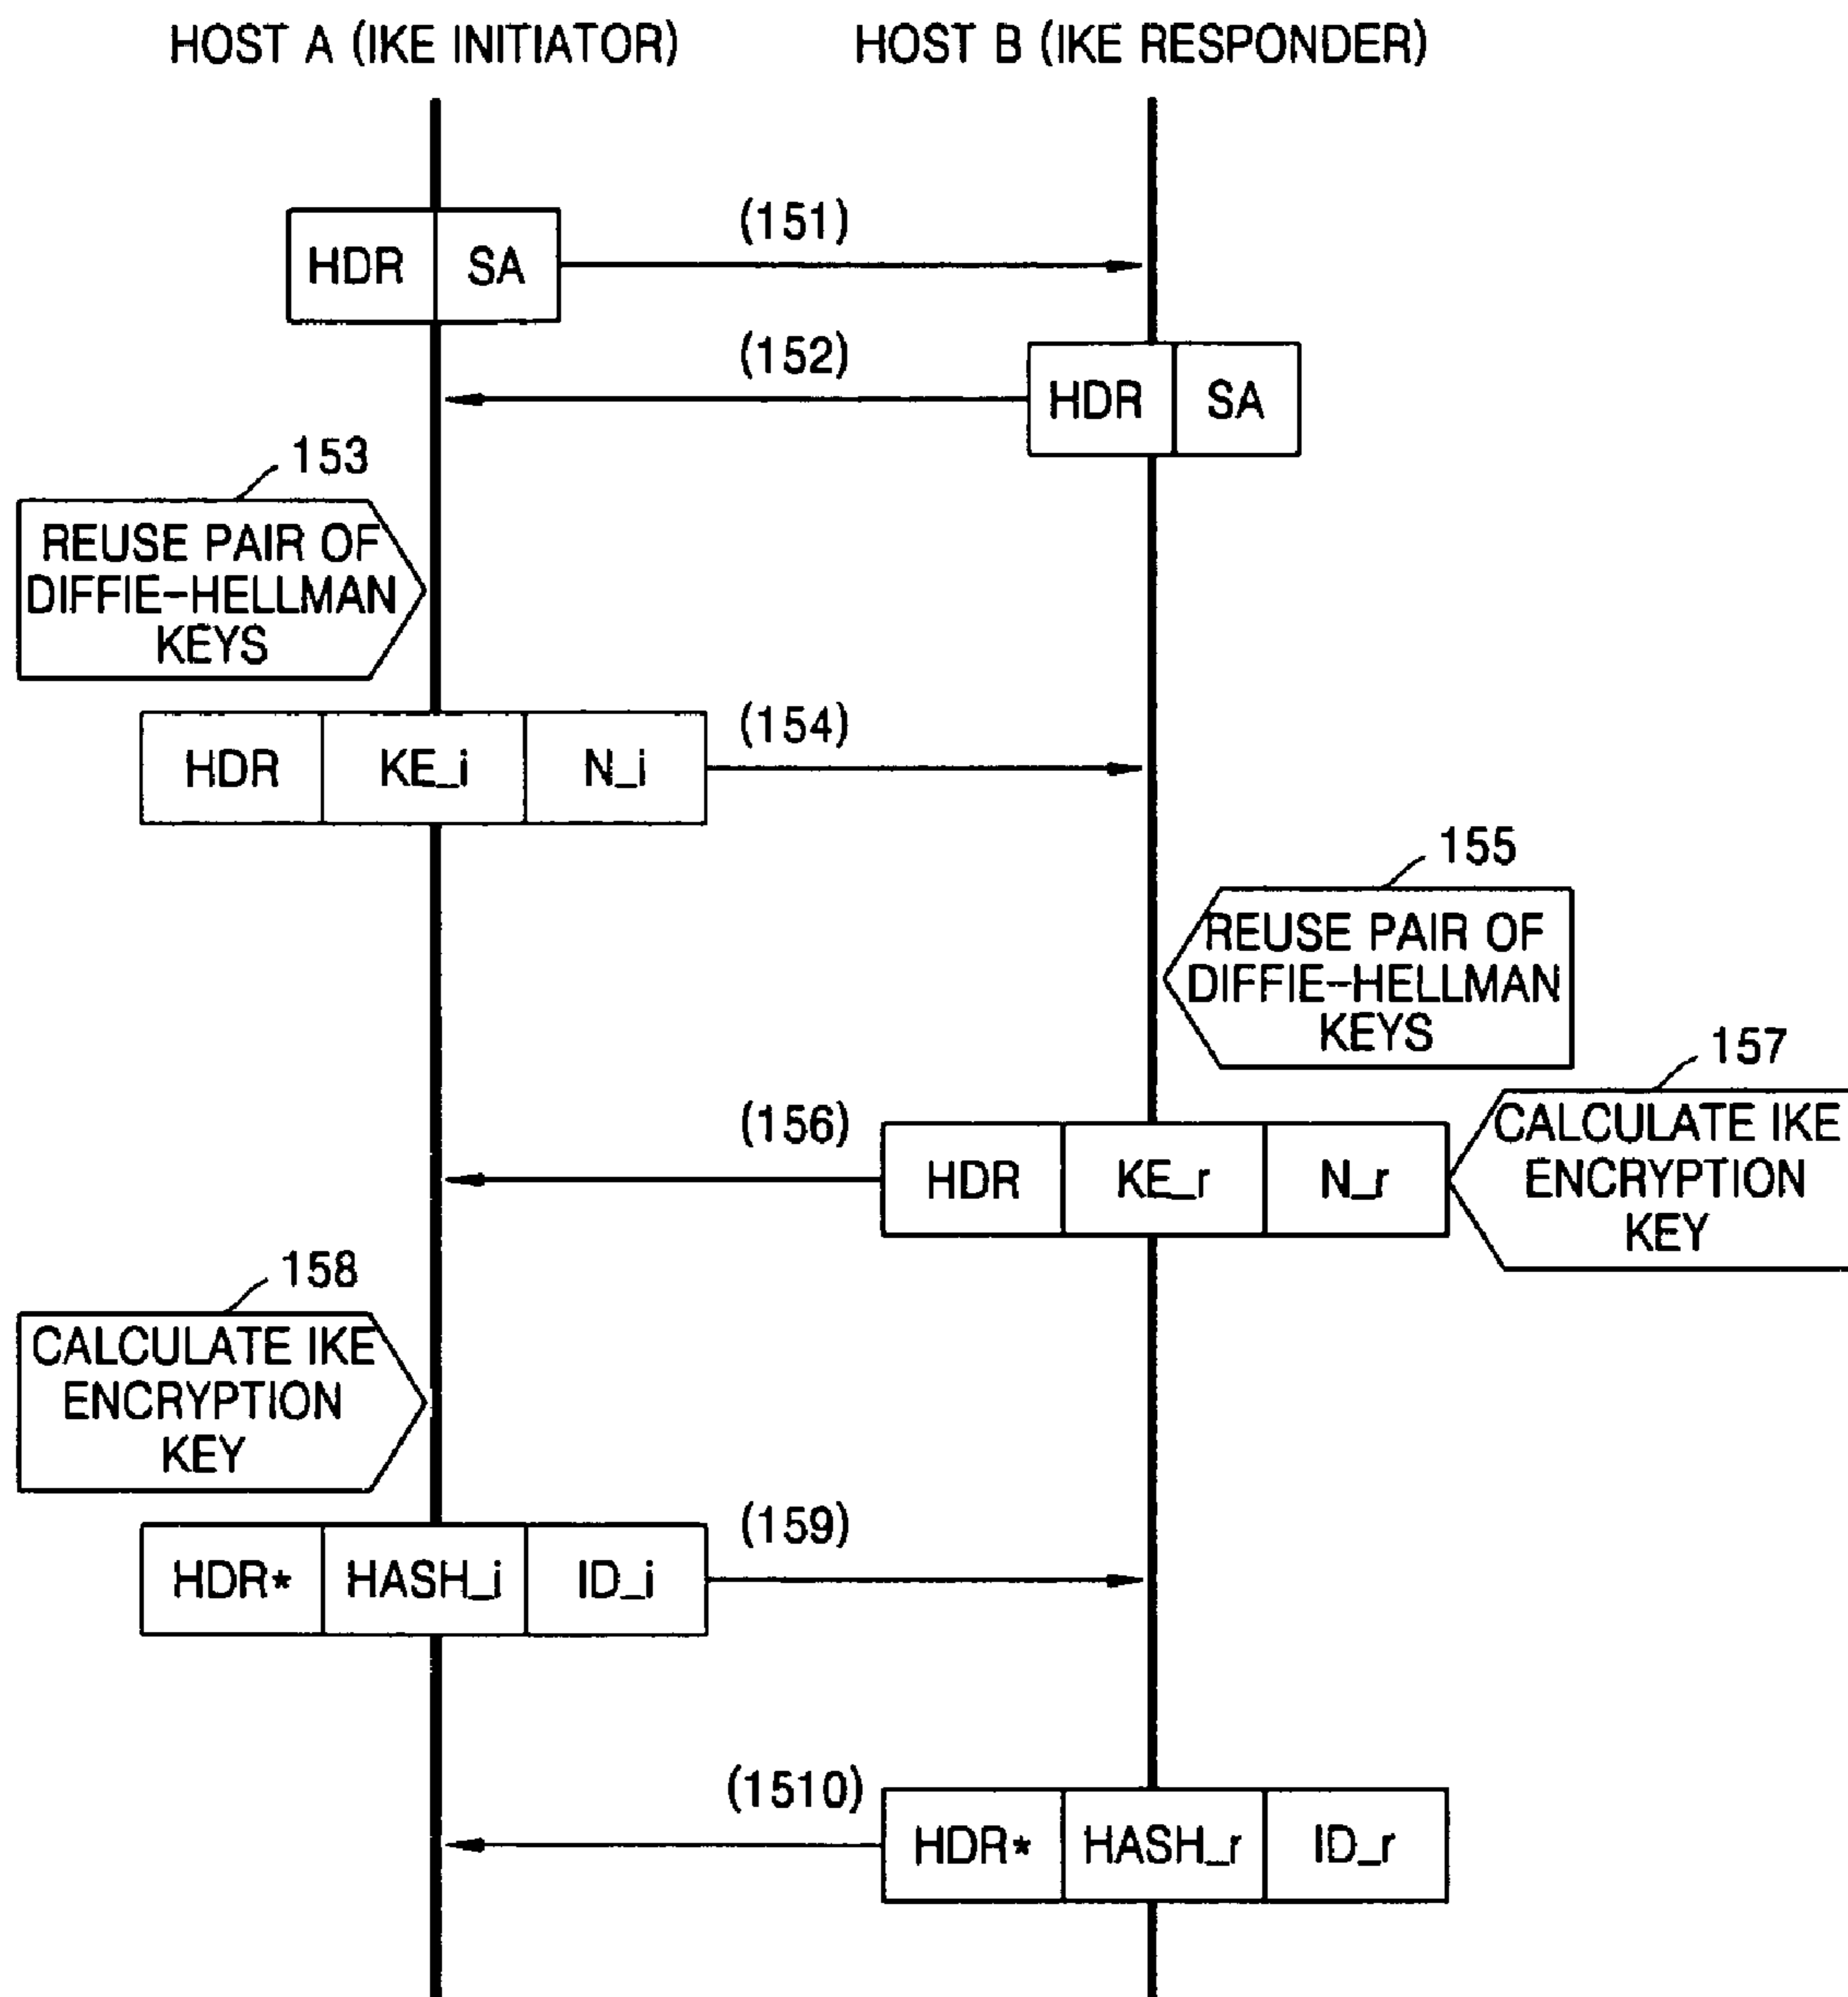 HOST A (IKE INITIATOR)
HOST B (IKE RESPONDER)
(151)
HDR SA
(152)
HDR SA
153
REUSE PAIR OF
DIFFIE-HELLMAN
KEYS
(154)
HDR KE_i N_i
155
REUSE PAIR OF
DIFFIE-HELLMAN
KEYS
(156)
HDR KE_r N_r
157
CALCULATE IKE
ENCRYPTION
KEY
158
CALCULATE IKE
ENCRYPTION
KEY
(159)
HDR* HASH_i ID_i
(1510)
HDR* HASH_r ID_r